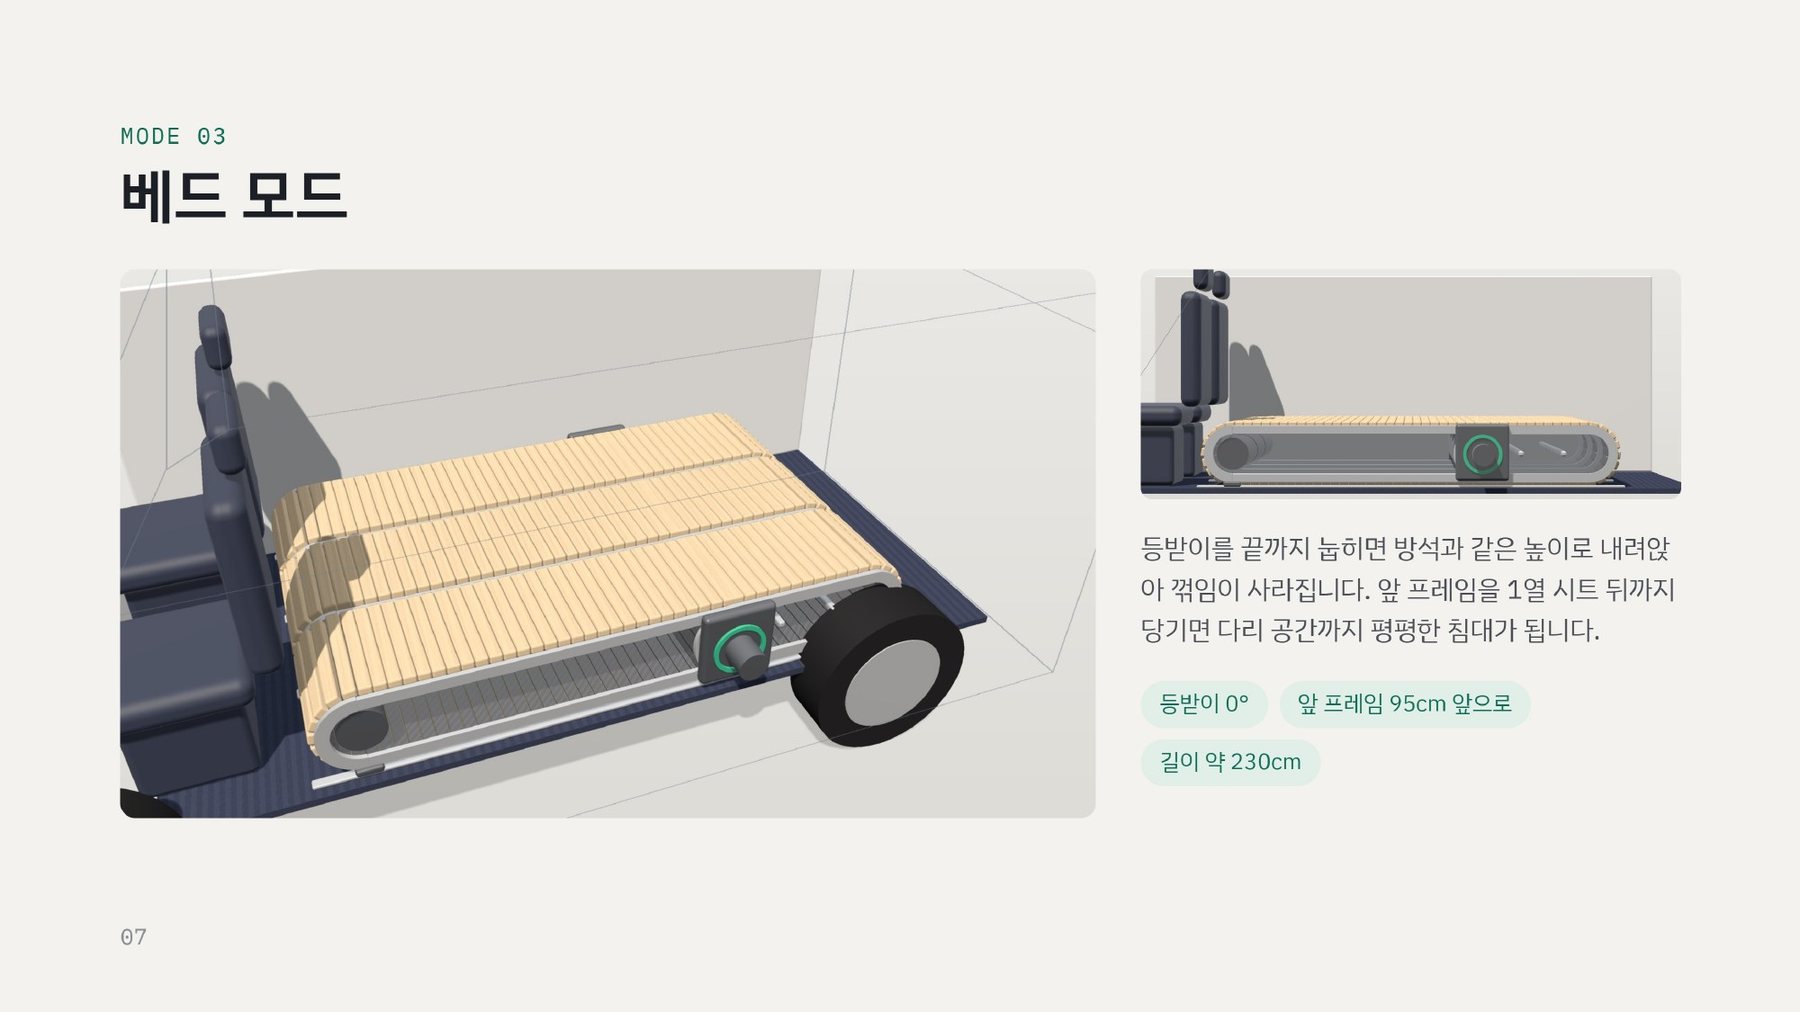 MODE 03
베드 모드
등받이를 끝까지 눕히면 방석과 같은 높이로 내려앉
아 꺾임이 사라집니다. 앞 프레임을 1열 시트 뒤까지
당기면 다리 공간까지 평평한 침대가 됩니다.
등받이 0°
앞 프레임 95cm 앞으로
길이 약 230cm
07